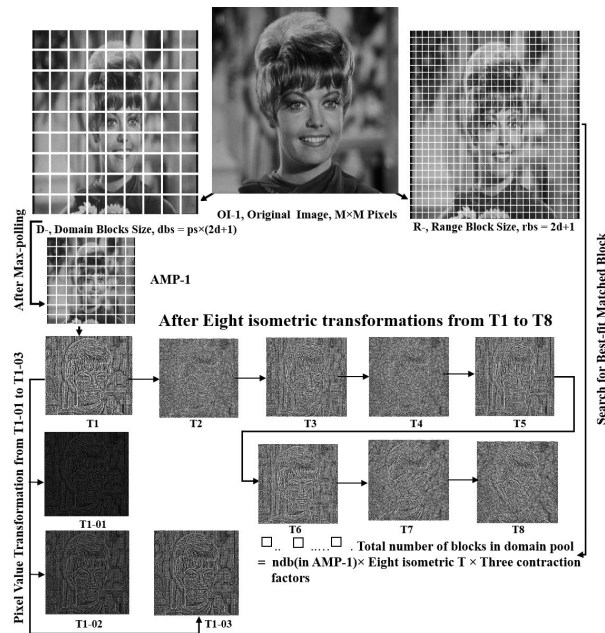 OI-1, Original Image, M×M Pixels
D-, Domain Blocks Size, dbs = ps×(2d+1)
R-, Range Block Size, rbs = 2d+1
After Max-polling
AMP-1
After Eight isometric transformations from T1 to T8
Search for Best-fit Matched Block
Pixel Value Transformation from T1-01 to T1-03
T1
T2
T3
T4
T5
T1-01
T6
T7
T8
.. ..... . Total number of blocks in domain pool
= ndb(in AMP-1)× Eight isometric T × Three contraction
factors
T1-02
T1-03